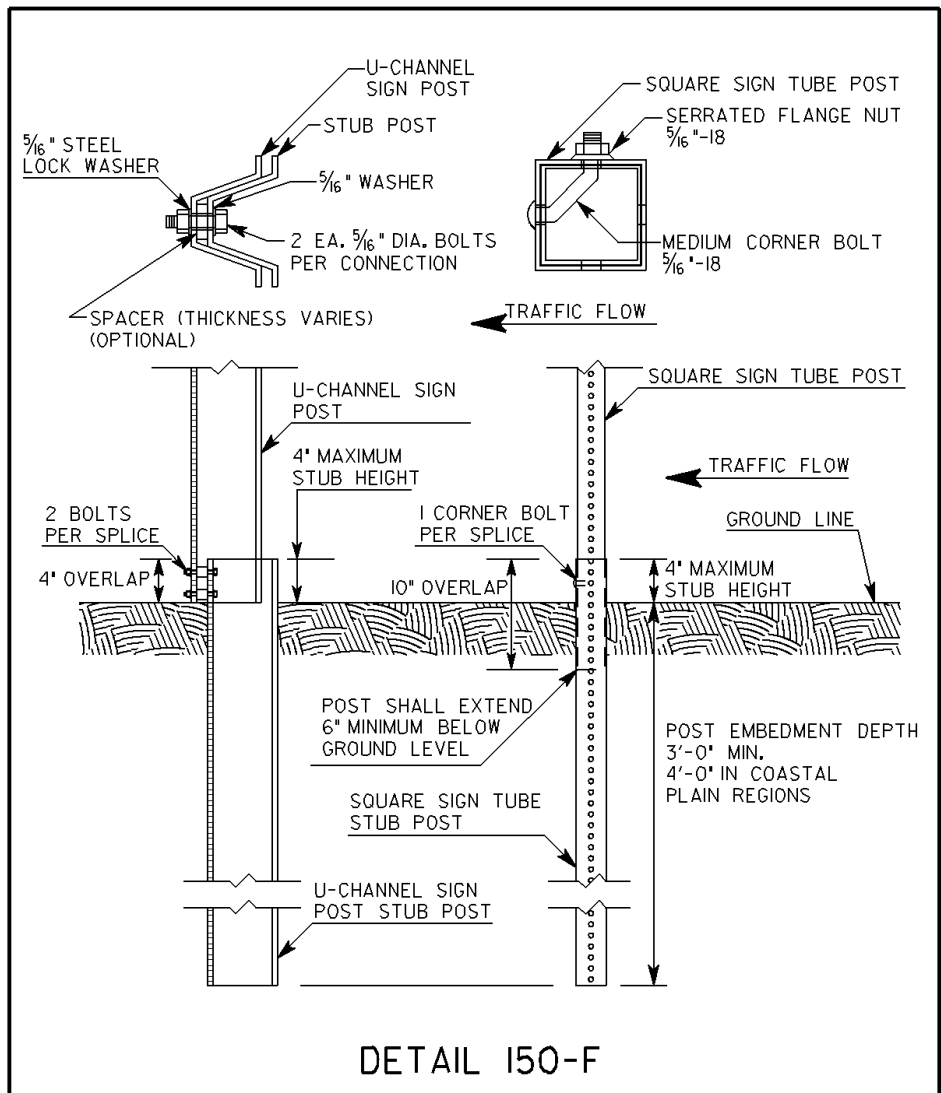 U-CHANNEL
SIGN POST
STUB POST
5/16" STEEL
LOCK WASHER
5/16" WASHER
2 EA. 5/16" DIA. BOLTS
PER CONNECTION
SPACER (THICKNESS VARIES)
(OPTIONAL)
SQUARE SIGN TUBE POST
SERRATED FLANGE NUT
5/16"-18
MEDIUM CORNER BOLT
5/16"-18
TRAFFIC FLOW
U-CHANNEL SIGN
POST
SQUARE SIGN TUBE POST
4" MAXIMUM
STUB HEIGHT
TRAFFIC FLOW
2 BOLTS
PER SPLICE
1 CORNER BOLT
PER SPLICE
GROUND LINE
4" OVERLAP
10" OVERLAP
4" MAXIMUM
STUB HEIGHT
POST SHALL EXTEND
6" MINIMUM BELOW
GROUND LEVEL
POST EMBEDMENT DEPTH
3'-0" MIN.
4'-0" IN COASTAL
PLAIN REGIONS
SQUARE SIGN TUBE
STUB POST
U-CHANNEL SIGN
POST STUB POST
DETAIL 150-F